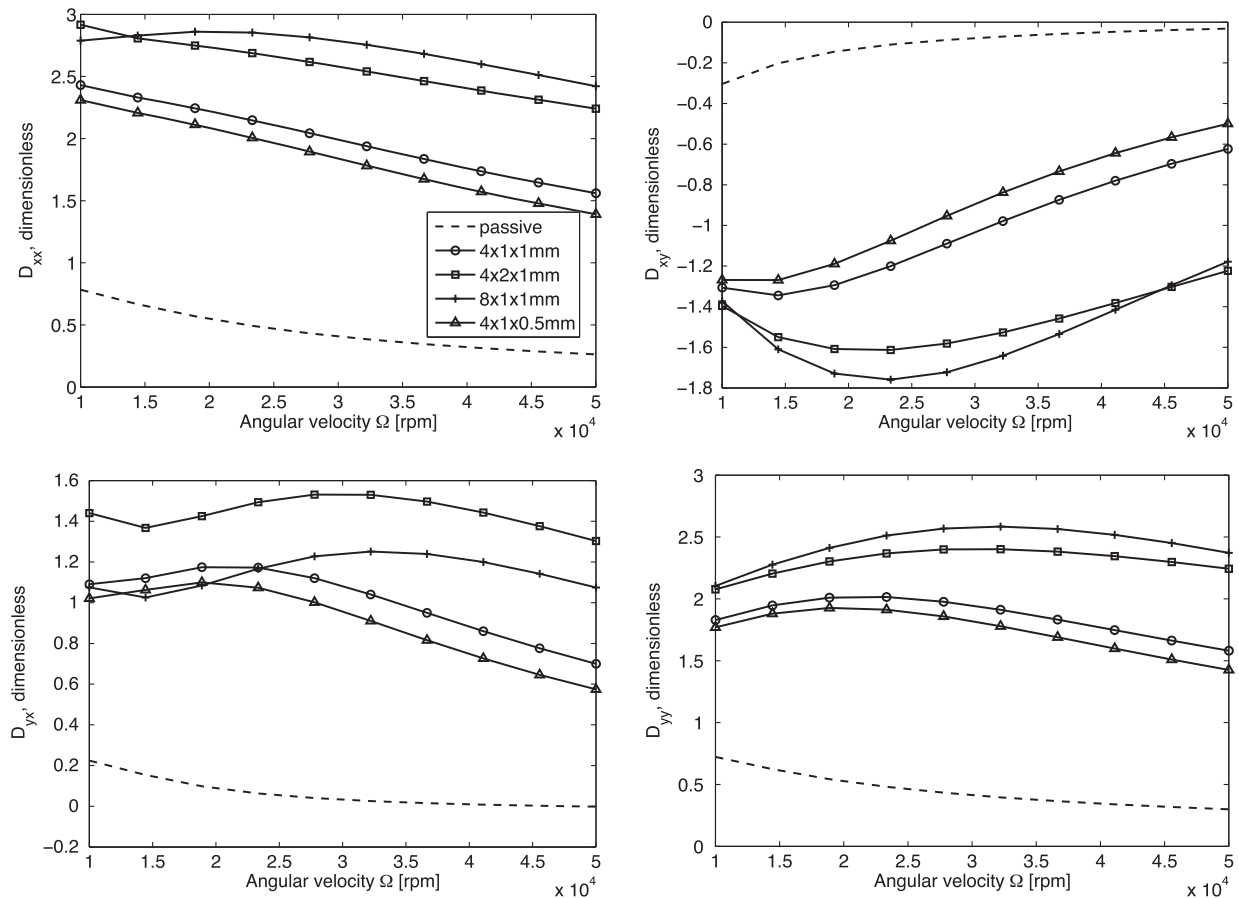 3
2.5
2
1.5
1
0.5
0
D_xx, dimensionless
passive
4x1x1mm
4x2x1mm
8x1x1mm
4x1x0.5mm
1 1.5 2 2.5 3 3.5 4 4.5 5
Angular velocity Ω [rpm]
x 10^4
0
−0.2
−0.4
−0.6
−0.8
−1
−1.2
−1.4
−1.6
−1.8
D_xy, dimensionless
1 1.5 2 2.5 3 3.5 4 4.5 5
Angular velocity Ω [rpm]
x 10^4
1.6
1.4
1.2
1
0.8
0.6
0.4
0.2
0
−0.2
D_yx, dimensionless
1 1.5 2 2.5 3 3.5 4 4.5 5
Angular velocity Ω [rpm]
x 10^4
3
2.5
2
1.5
1
0.5
0
D_yy, dimensionless
1 1.5 2 2.5 3 3.5 4 4.5 5
Angular velocity Ω [rpm]
x 10^4